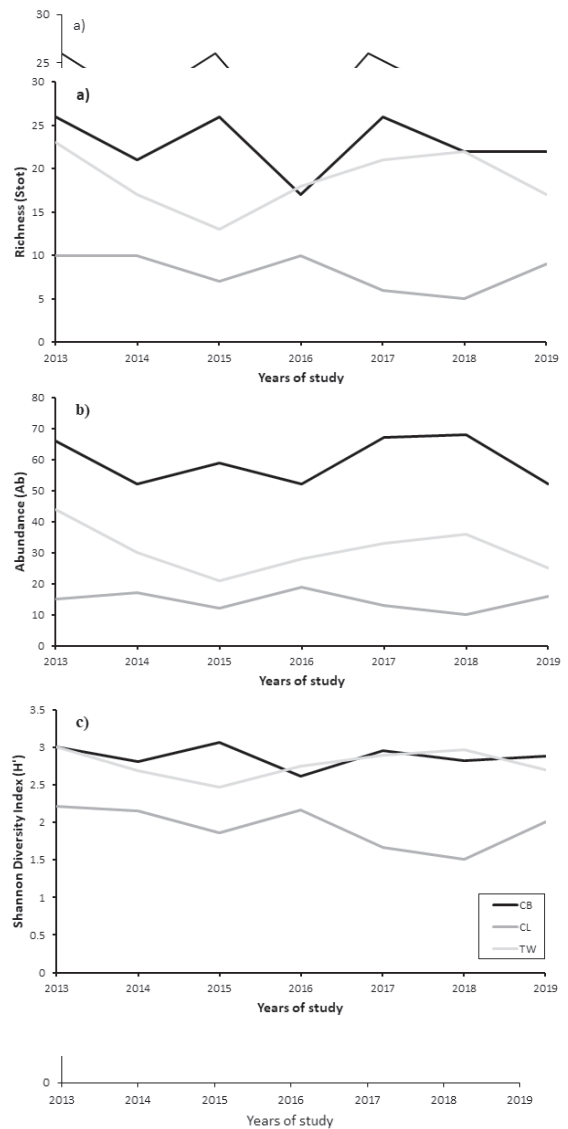 30
a)
25
30
a)
25
20
15
10
5
0
Richness (Stot)
2013 2014 2015 2016 2017 2018 2019
Years of study
80
b)
70
60
50
40
30
20
10
0
Abundance (Ab)
2013 2014 2015 2016 2017 2018 2019
Years of study
3.5
c)
3
2.5
2
1.5
1
0.5
0
Shannon Diversity Index (H')
CB
CL
TW
2013 2014 2015 2016 2017 2018 2019
Years of study
0
2013 2014 2015 2016 2017 2018 2019
Years of study